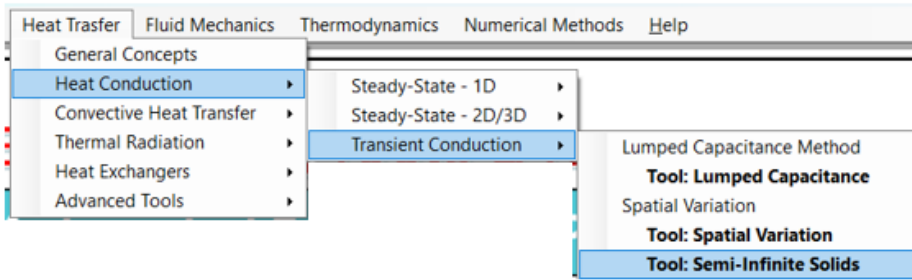 Heat Trasfer Fluid Mechanics Thermodynamics Numerical Methods Help
General Concepts
Heat Conduction
Convective Heat Transfer
Thermal Radiation
Heat Exchangers
Advanced Tools
Steady-State - 1D
Steady-State - 2D/3D
Transient Conduction
Lumped Capacitance Method
Tool: Lumped Capacitance
Spatial Variation
Tool: Spatial Variation
Tool: Semi-Infinite Solids